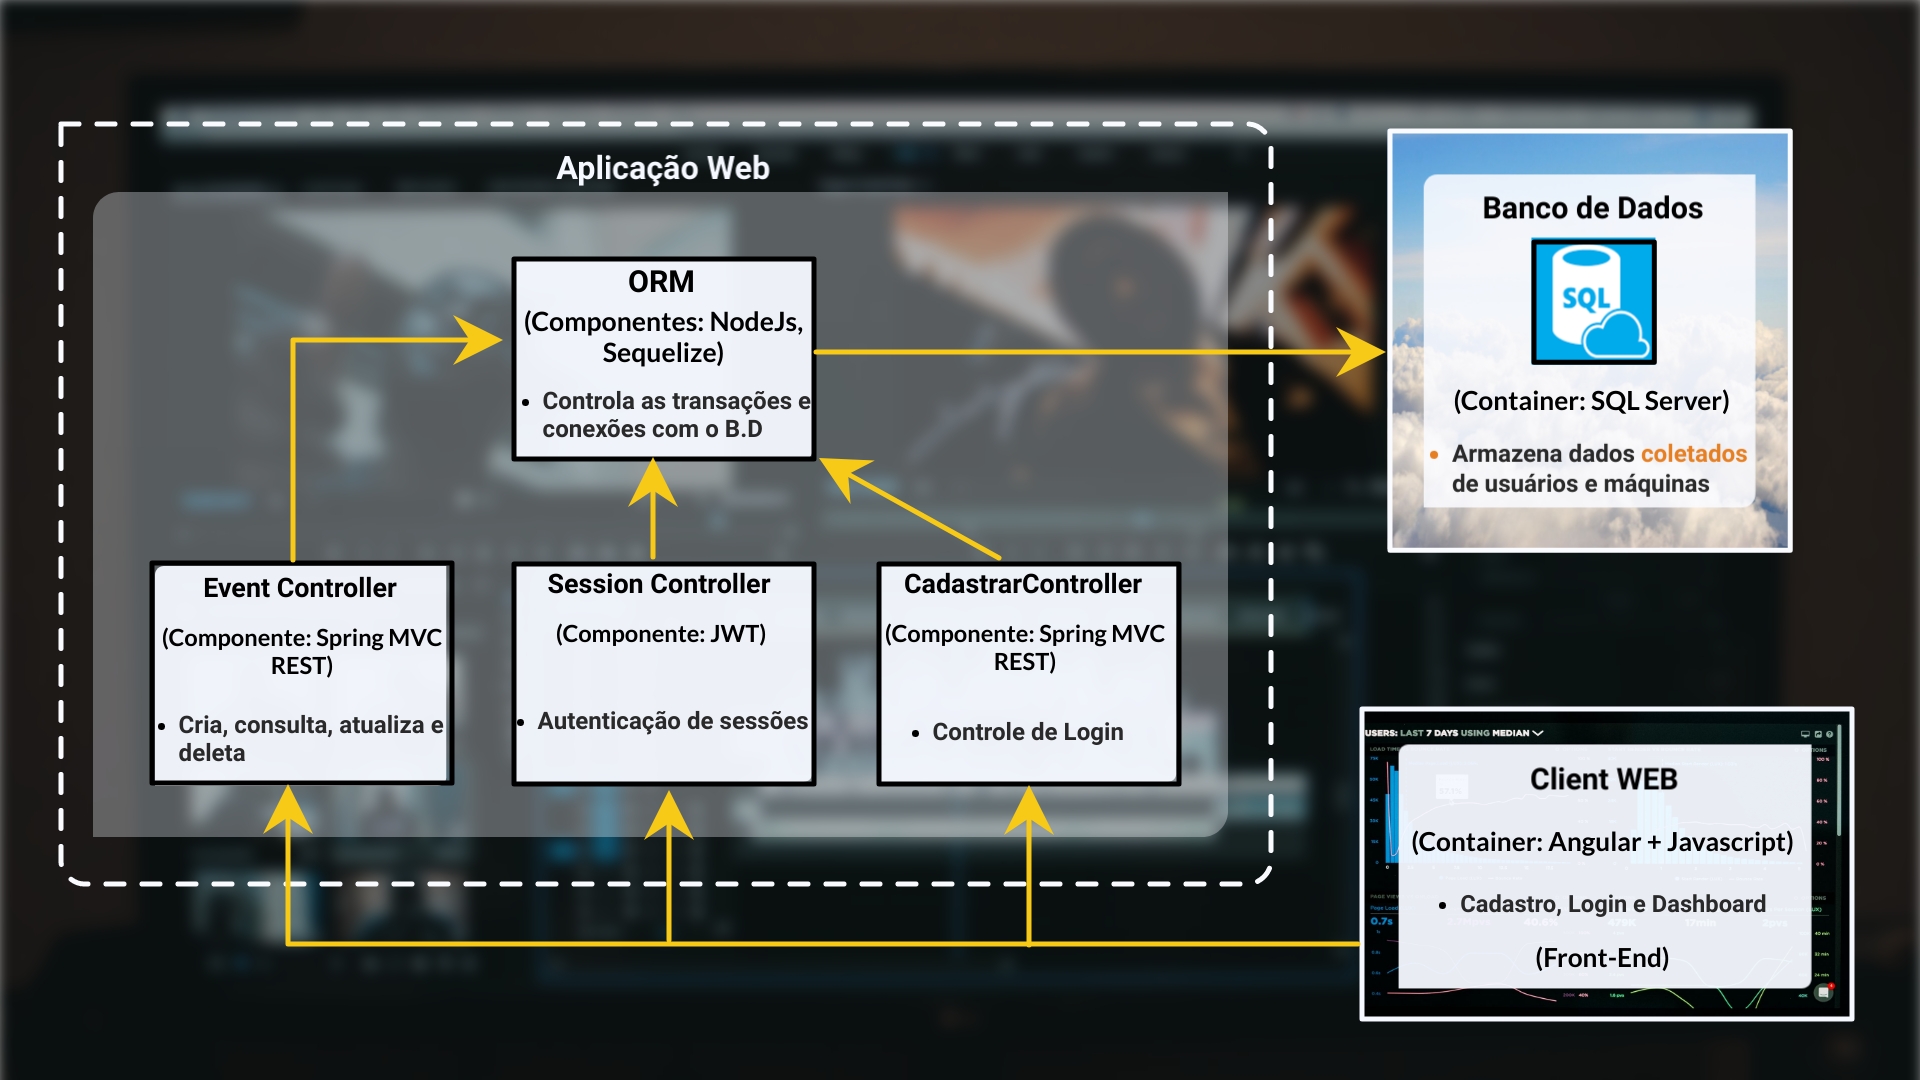 Aplicação Web
ORM
(Componentes: NodeJs,
Sequelize)
• Controla as transações e
conexões com o B.D
Banco de Dados
SQL
(Container: SQL Server)
• Armazena dados coletados
de usuários e máquinas
Event Controller
(Componente: Spring MVC
REST)
• Cria, consulta, atualiza e
deleta
Session Controller
(Componente: JWT)
• Autenticação de sessões
CadastrarController
(Componente: Spring MVC
REST)
• Controle de Login
USERS: LAST 7 DAYS USING MEDIAN
Client WEB
(Container: Angular + Javascript)
• Cadastro, Login e Dashboard
(Front-End)
0.7s